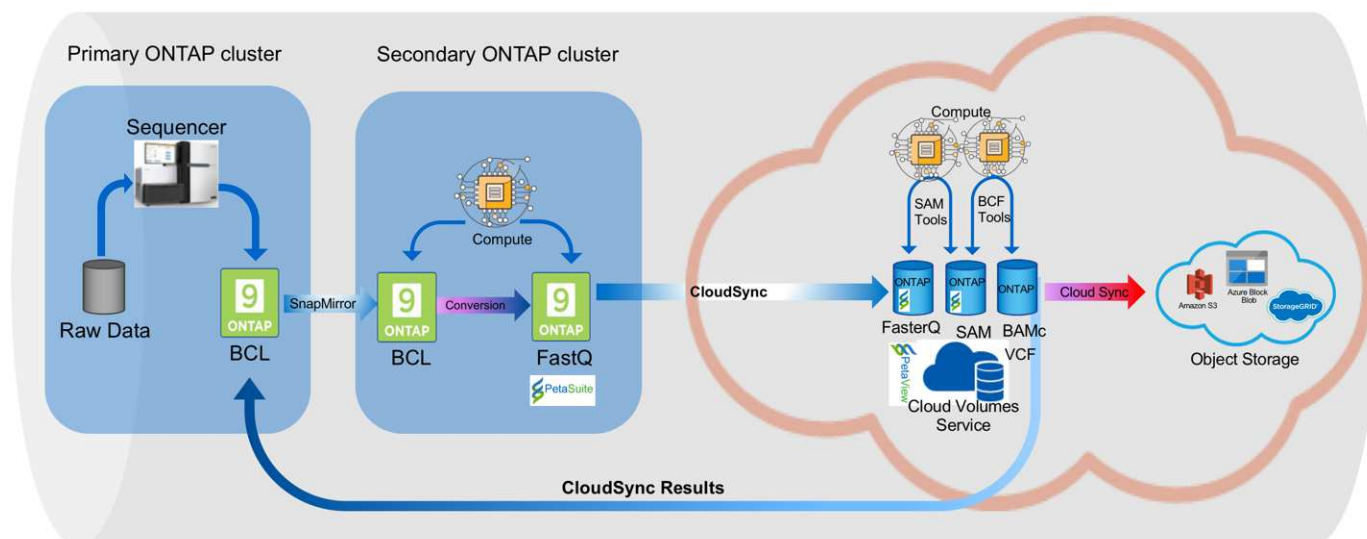 Primary ONTAP cluster
Secondary ONTAP cluster
Sequencer
Raw Data
9
ONTAP
BCL
SnapMirror
Compute
9
ONTAP
BCL
Conversion
9
ONTAP
FastQ
PetaSuite
CloudSync
Compute
SAM
Tools
BCF
Tools
ONTAP
FasterQ
ONTAP
SAM
ONTAP
BAMc
VCF
PetaView
Cloud Volumes
Service
Cloud Sync
Amazon S3
Azure Block
Blob
StorageGRID
Object Storage
CloudSync Results